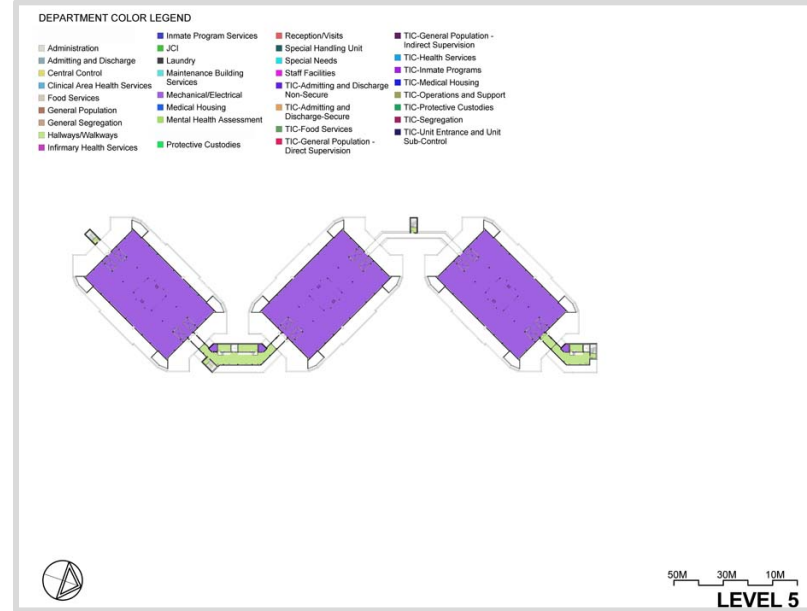 DEPARTMENT COLOR LEGEND
Administration
Admitting and Discharge
Central Control
Clinical Area Health Services
Food Services
General Population
General Segregation
Hallways/Walkways
Infirmary Health Services
Inmate Program Services
JCI
Laundry
Maintenance Building
Services
Mechanical/Electrical
Medical Housing
Mental Health Assessment
Protective Custodies
Reception/Visits
Special Handling Unit
Special Needs
Staff Facilities
TIC-Admitting and Discharge
Non-Secure
TIC-Admitting and
Discharge-Secure
TIC-Food Services
TIC-General Population -
Direct Supervision
TIC-General Population -
Indirect Supervision
TIC-Health Services
TIC-Inmate Programs
TIC-Medical Housing
TIC-Operations and Support
TIC-Protective Custodies
TIC-Segregation
TIC-Unit Entrance and Unit
Sub-Control
50M 30M 10M
LEVEL 5